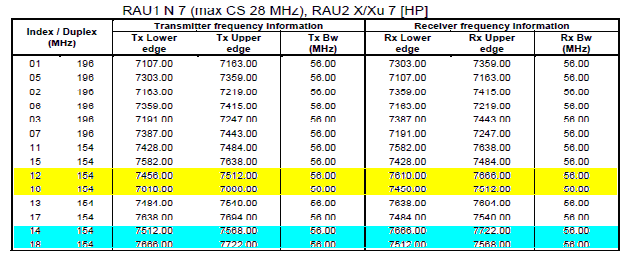 RAU1 N 7 (max CS 28 MHz), RAU2 X/Xu 7 [HP]
Index / Duplex (MHz) Transmitter frequency Information Receiver frequency Information
Tx Lower edge Tx Upper edge Tx Bw (MHz) Rx Lower edge Rx Upper edge Rx Bw (MHz)
01 196 7107.00 7163.00 56.00 7303.00 7359.00 56.00
05 196 7303.00 7359.00 56.00 7107.00 7163.00 56.00
02 196 7163.00 7219.00 56.00 7359.00 7415.00 56.00
06 196 7359.00 7415.00 56.00 7163.00 7219.00 56.00
03 196 7191.00 7247.00 56.00 7387.00 7443.00 56.00
07 196 7387.00 7443.00 56.00 7191.00 7247.00 56.00
11 154 7428.00 7484.00 56.00 7582.00 7638.00 56.00
15 154 7582.00 7638.00 56.00 7428.00 7484.00 56.00
12 154 7456.00 7512.00 56.00 7610.00 7666.00 56.00
16 154 7610.00 7666.00 56.00 7456.00 7512.00 56.00
13 154 7484.00 7540.00 56.00 7638.00 7694.00 56.00
17 154 7638.00 7694.00 56.00 7484.00 7540.00 56.00
14 154 7512.00 7568.00 56.00 7666.00 7722.00 56.00
18 154 7666.00 7722.00 56.00 7512.00 7568.00 56.00